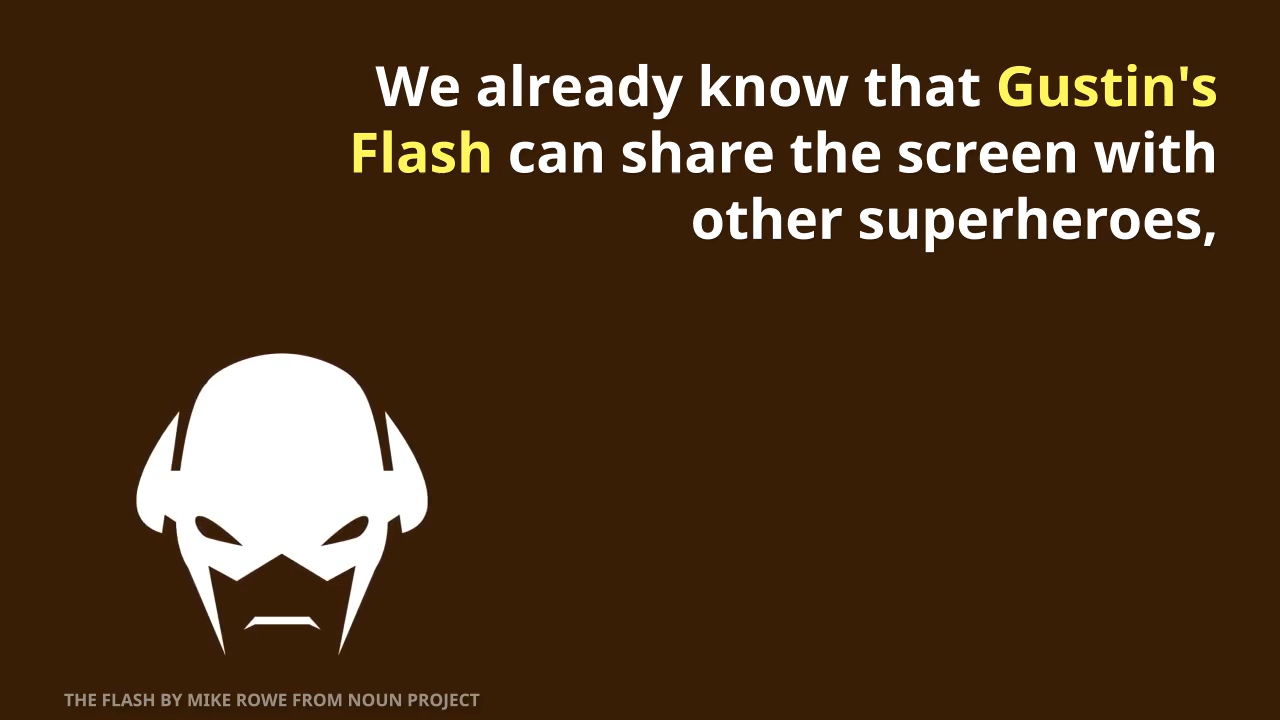 We already know that Gustin's
Flash can share the screen with
other superheroes,
THE FLASH BY MIKE ROWE FROM NOUN PROJECT